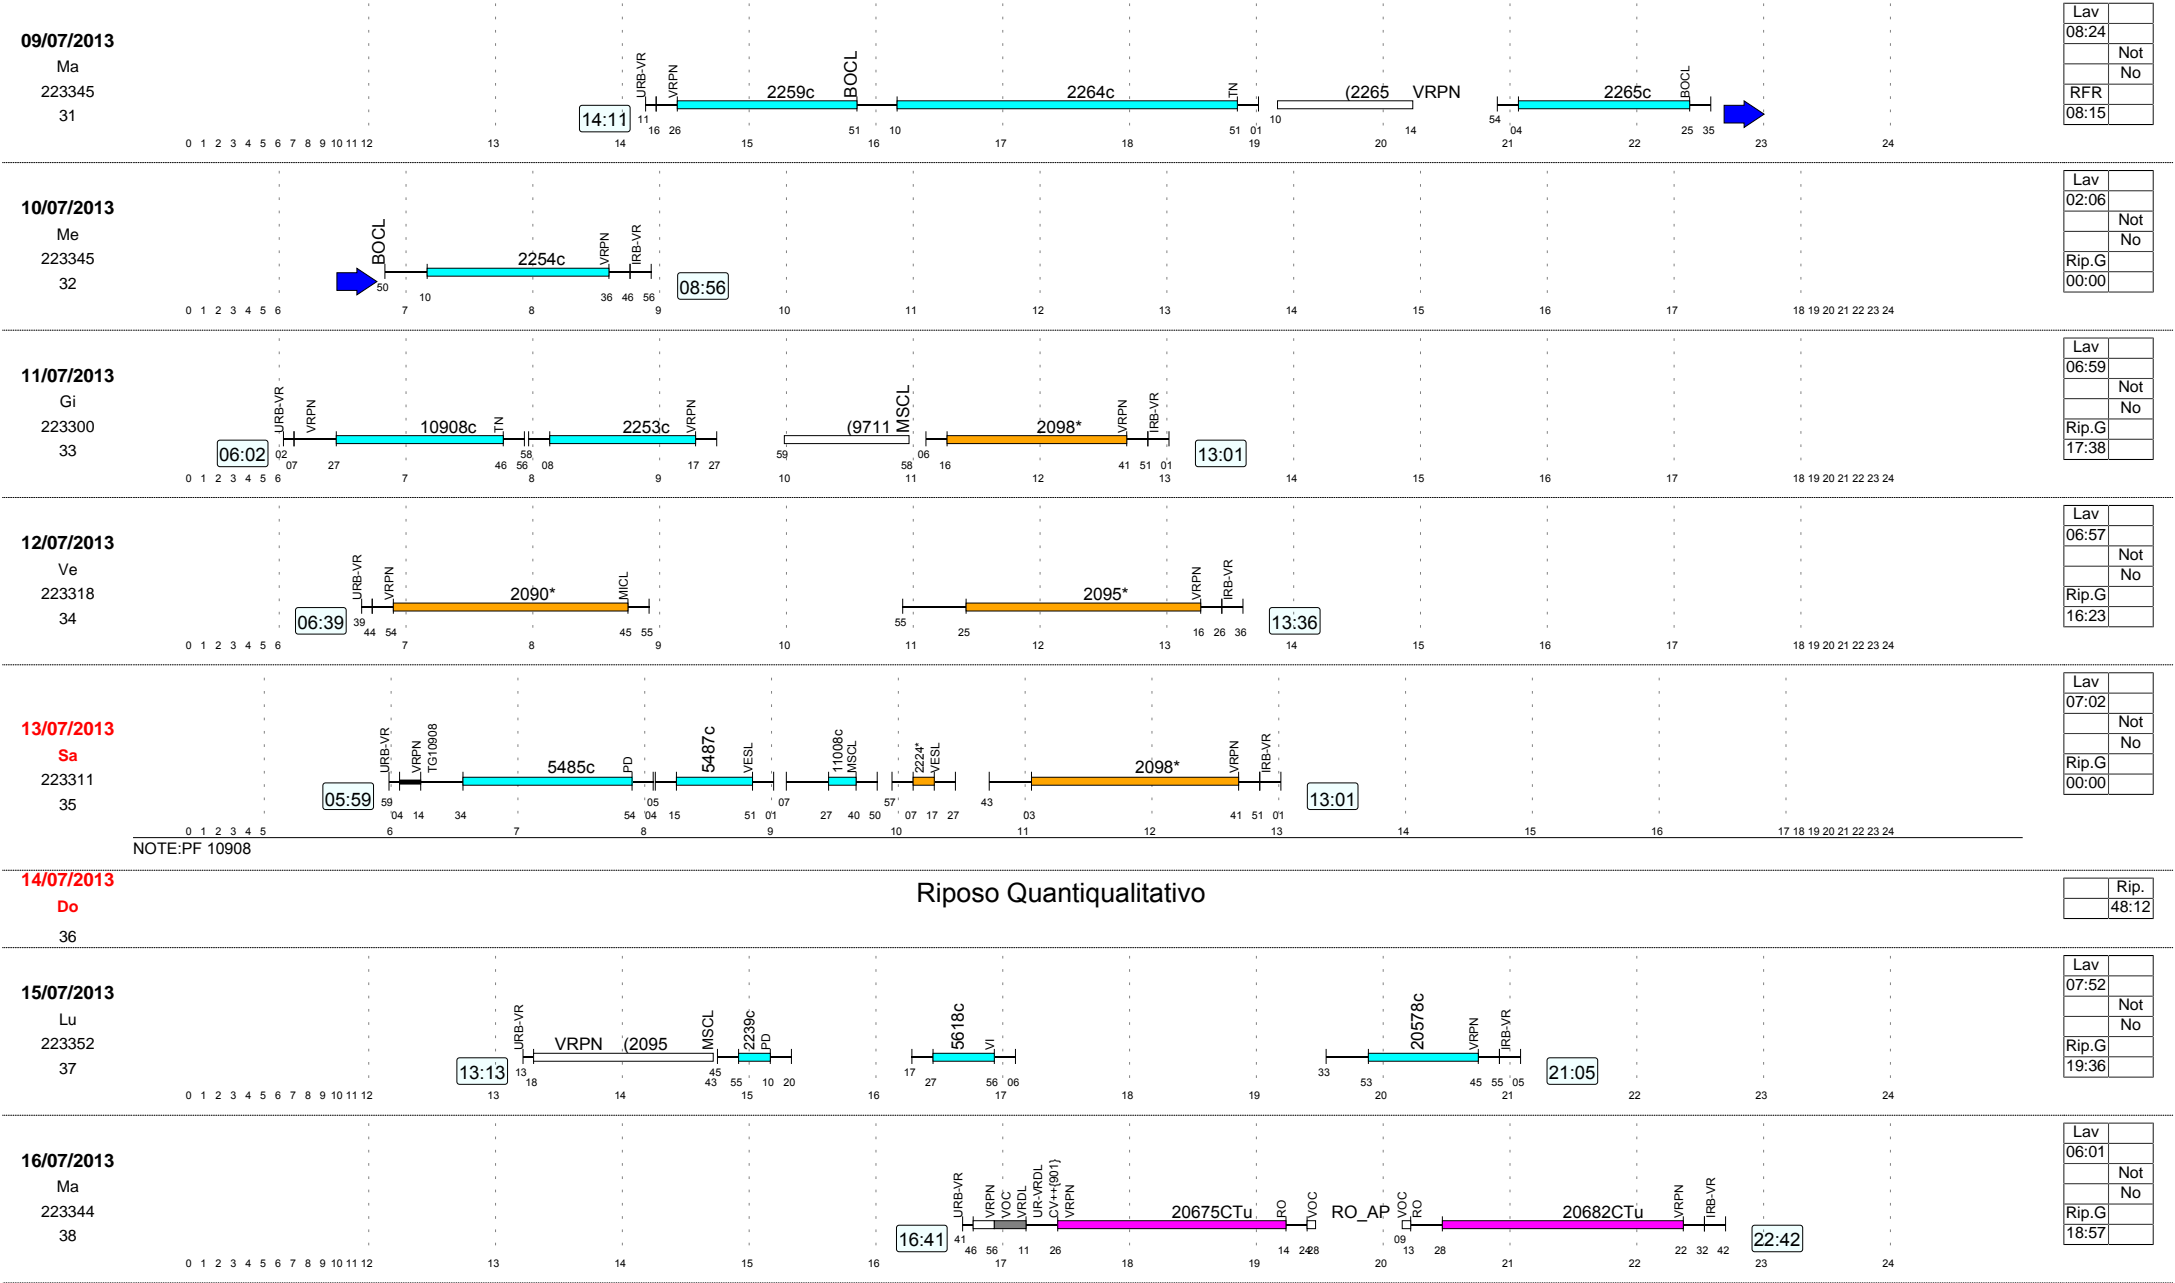 09/07/2013
Ma
223345
31
14:11
URB-VR VRPN 2259c BOCL 2264c TN (2265 VRPN 2265c BOCL
11 16 26 51 10 51 01 10 14 54 04 25 35
0 1 2 3 4 5 6 7 8 9 10 11 12 13 14 15 16 17 18 19 20 21 22 23 24
Lav
08:24
Not
No
RFR
08:15
10/07/2013
Me
223345
32
BOCL 2254c VRPN IRB-VR
50 10 36 46 56
08:56
0 1 2 3 4 5 6 7 8 9 10 11 12 13 14 15 16 17 18 19 20 21 22 23 24
Lav
02:06
Not
No
Rip.G
00:00
11/07/2013
Gi
223300
33
06:02
URB-VR VRPN 10908c TN 2253c VRPN (9711 MSCL 2098* VRPN IRB-VR
02 07 27 46 56 58 08 17 27 59 58 06 16 41 51 01
13:01
0 1 2 3 4 5 6 7 8 9 10 11 12 13 14 15 16 17 18 19 20 21 22 23 24
Lav
06:59
Not
No
Rip.G
17:38
12/07/2013
Ve
223318
34
06:39
URB-VR VRPN 2090* MICL 2095* VRPN IRB-VR
39 44 54 45 55 55 25 16 26 36
13:36
0 1 2 3 4 5 6 7 8 9 10 11 12 13 14 15 16 17 18 19 20 21 22 23 24
Lav
06:57
Not
No
Rip.G
16:23
13/07/2013
Sa
223311
35
05:59
URB-VR VRPN TG10908 5485c PD 5487c VESL 11008c MSCL 2224* VESL 2098* VRPN IRB-VR
59 04 14 34 54 04 05 15 51 01 07 27 40 50 57 07 17 27 43 03 41 51 01
13:01
0 1 2 3 4 5 6 7 8 9 10 11 12 13 14 15 16 17 18 19 20 21 22 23 24
NOTE:PF 10908
Lav
07:02
Not
No
Rip.G
00:00
14/07/2013
Do
36
Riposo Quantiqualitativo
Rip.
48:12
15/07/2013
Lu
223352
37
13:13
URB-VR VRPN (2095 MSCL 2239c PD 5618c VI 20578c VRPN IRB-VR
13 18 43 45 55 10 20 17 27 56 06 33 53 45 55 05
21:05
0 1 2 3 4 5 6 7 8 9 10 11 12 13 14 15 16 17 18 19 20 21 22 23 24
Lav
07:52
Not
No
Rip.G
19:36
16/07/2013
Ma
223344
38
16:41
URB-VR VRPN VOC VRDL UR-VRDL CV++{901} VRPN 20675CTu RO VOC RO_AP VOC RO 20682CTu VRPN IRB-VR
41 46 56 11 26 14 24 28 09 13 28 22 32 42
22:42
0 1 2 3 4 5 6 7 8 9 10 11 12 13 14 15 16 17 18 19 20 21 22 23 24
Lav
06:01
Not
No
Rip.G
18:57